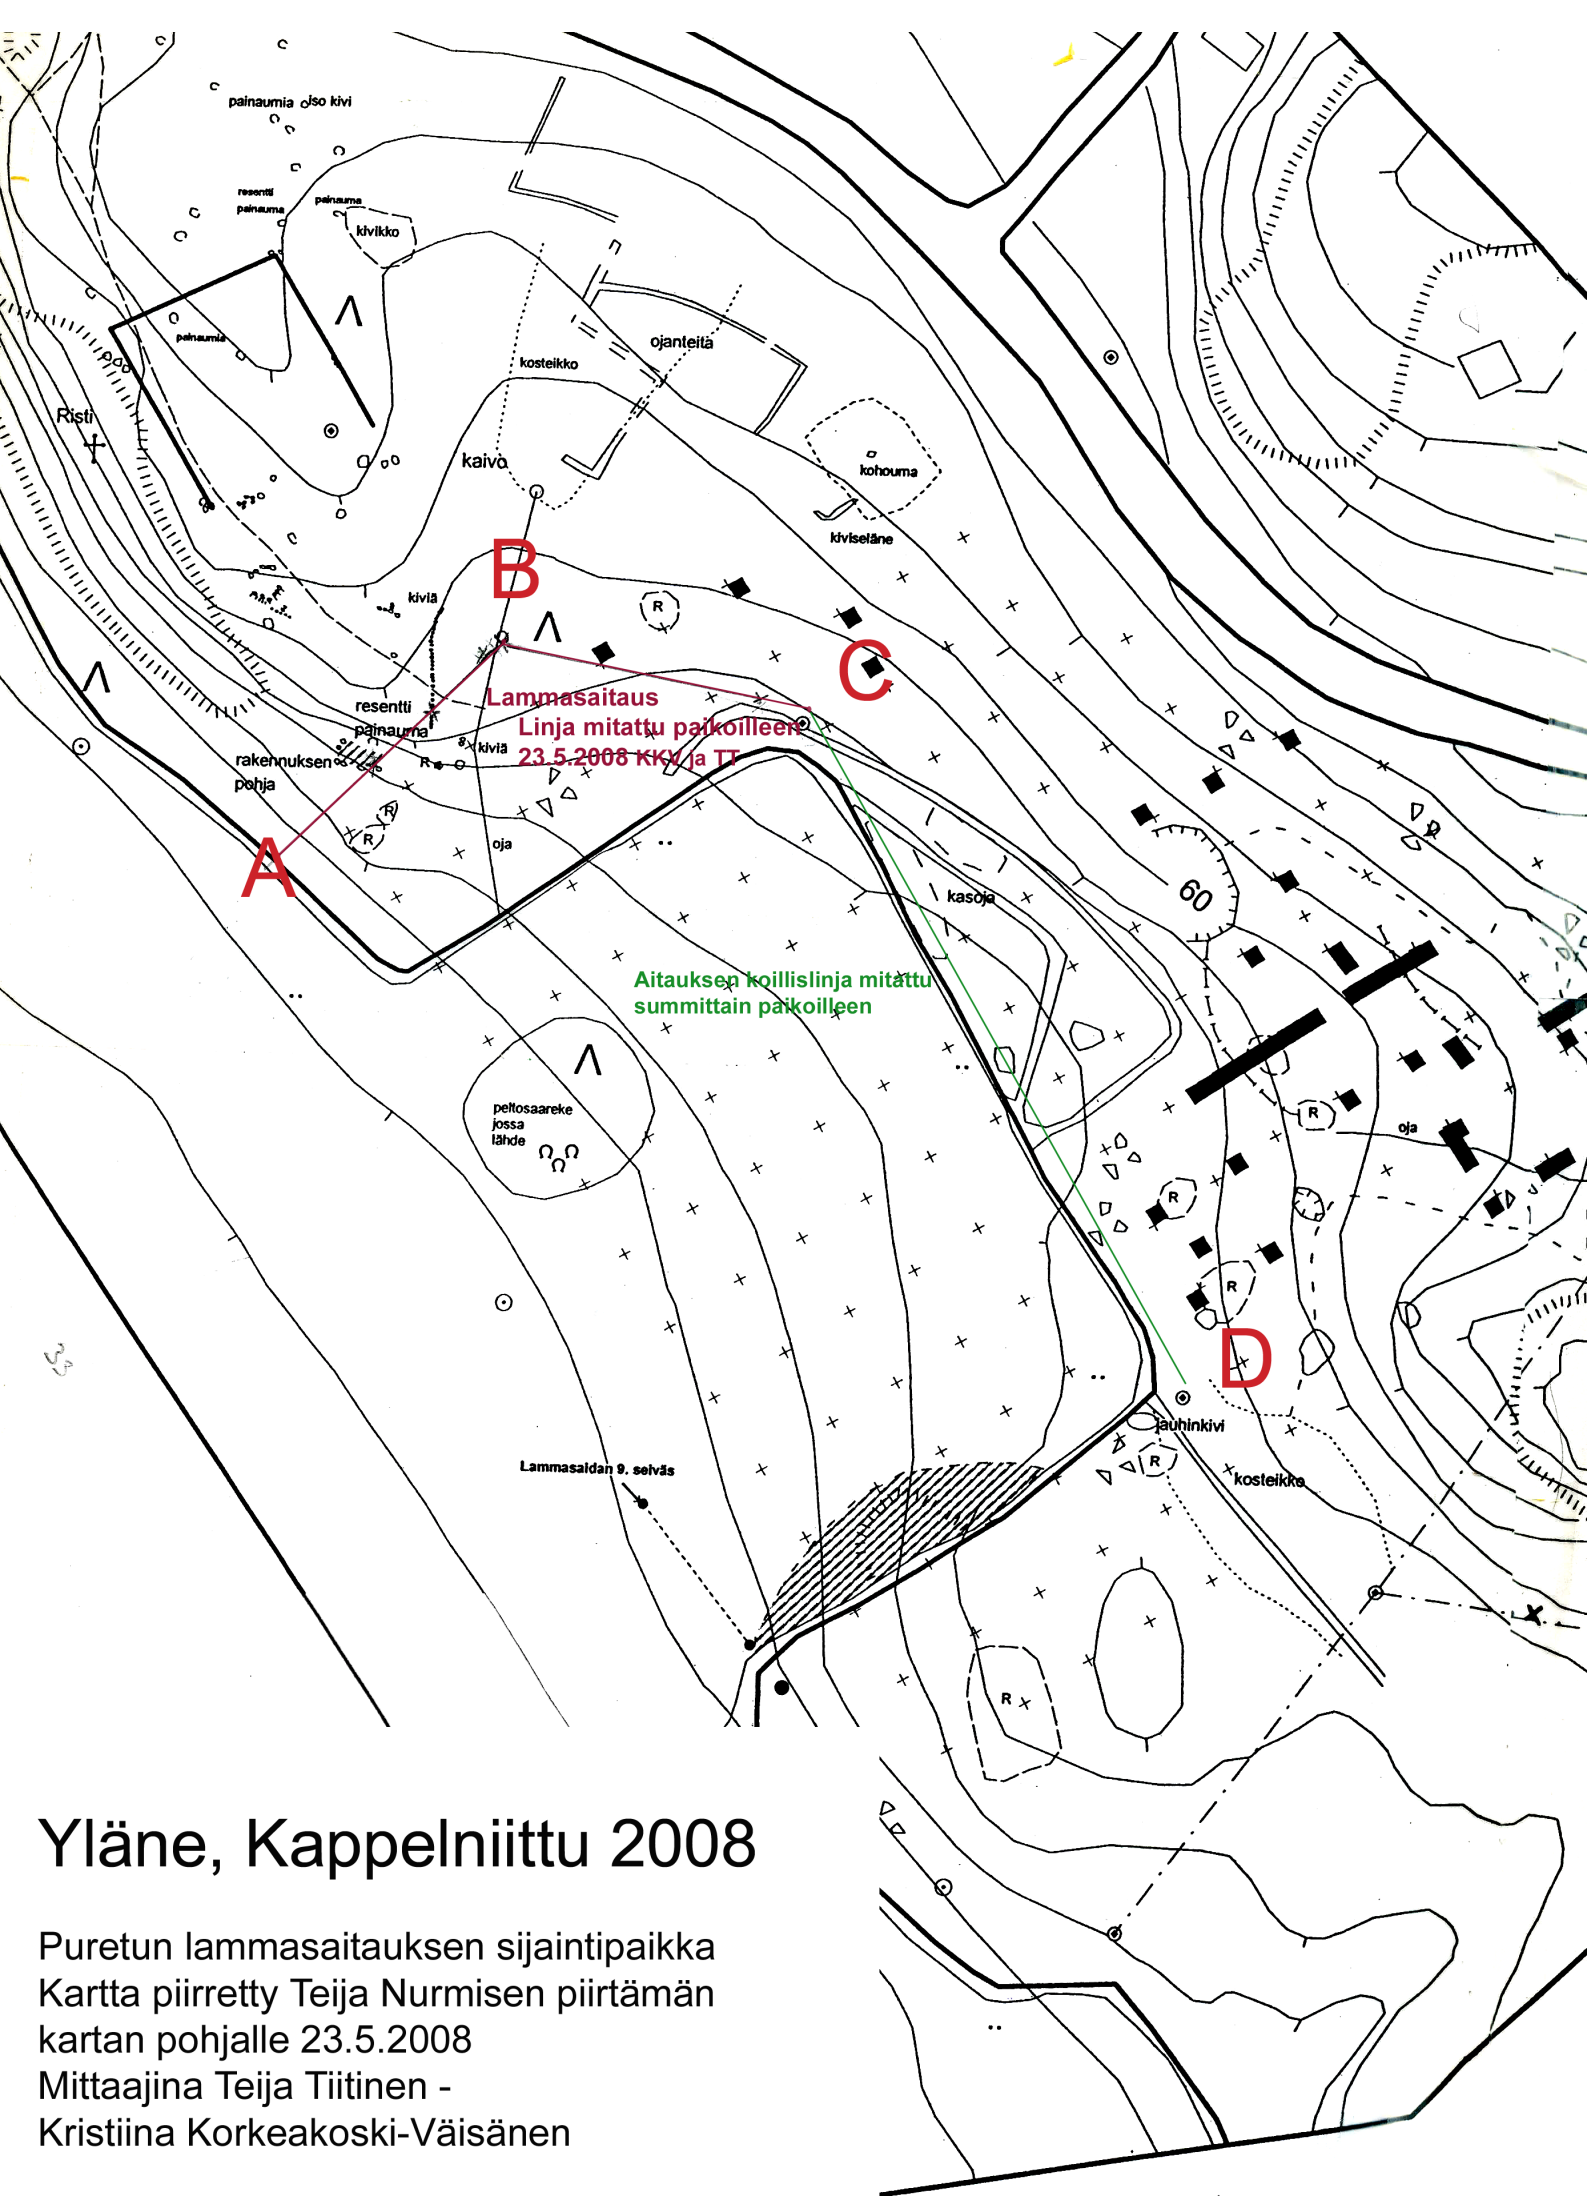 painaumia iso kivi
resentti
painauma
painauma
kivikko
painaumia
ojanteita
kosteikko
Risti
kaivo
kohouma
kiviseläne
B
kiviä
R
C
Lammasaitaus
Linja mitattu paikoilleen
23.5.2008 KKV ja TT
resentti
painauma
kiviä
rakennuksen
pohja
R
R
R
A
oja
60
kasoja
Aitauksen koillislinja mitattu
summittain paikoilleen
peltosaareke
jossa
lähde
R
oja
R
R
D
jauhinkivi
R
kosteikko
Lammasaidan 9. seiväs
R
Yläne, Kappelniittu 2008
Puretun lammasaitauksen sijaintipaikka
Kartta piirretty Teija Nurmisen piirtämän
kartan pohjalle 23.5.2008
Mittaajina Teija Tiitinen -
Kristiina Korkeakoski-Väisänen